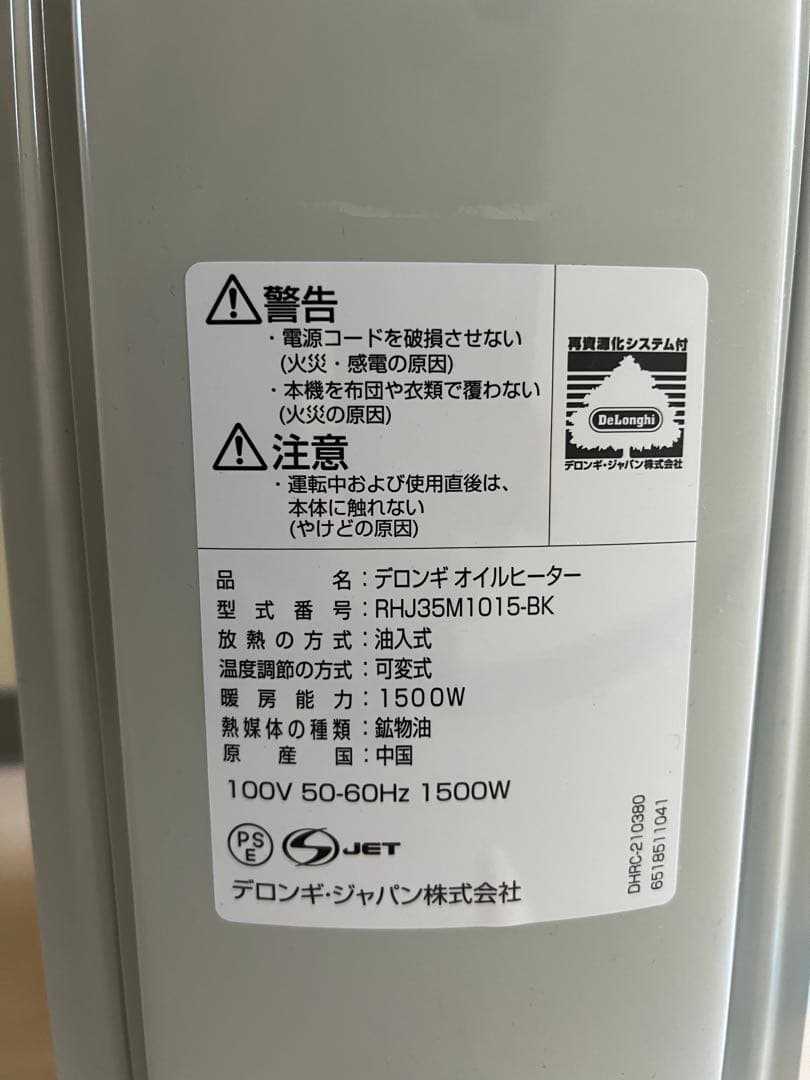 警告
・電源コードを破損させない
(火災・感電の原因)
・本機を布団や衣類で覆わない
(火災の原因)
注意
・運転中および使用直後は、
本体に触れない
(やけどの原因)
再資源化システム付
DeLonghi
デロンギ・ジャパン株式会社
品名：デロンギ オイルヒーター
型式番号：RHJ35M1015-BK
放熱の方式：油入式
温度調節の方式：可変式
暖房能力：1500W
熱媒体の種類：鉱物油
原産国：中国
100V 50-60Hz 1500W
PS
E
JET
デロンギ・ジャパン株式会社
DHRC-210380
6518511041